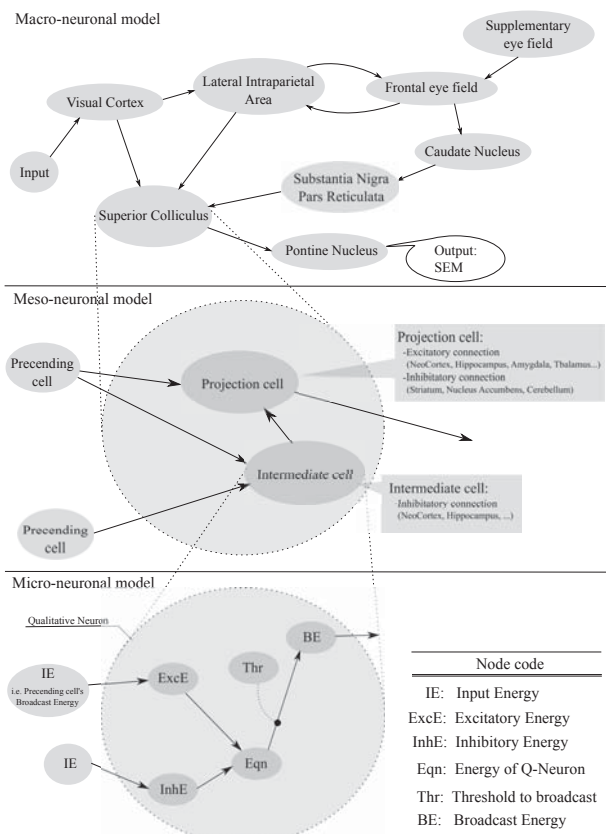 Macro-neuronal model
Supplementary
eye field
Lateral Intraparietal
Area
Frontal eye field
Visual Cortex
Caudate Nucleus
Input
Substantia Nigra
Pars Reticulata
Superior Colliculus
Pontine Nucleus
Output:
SEM
Meso-neuronal model
Precending
cell
Projection cell
Projection cell:
-Excitatory connection
(NeoCortex, Hippocampus, Amygdala, Thalamus...)
-Inhibitatory connection
(Striatum, Nucleus Accumbens, Cerebellum)
Intermediate cell
Intermediate cell:
-Inhibitatory connection
(NeoCortex, Hippocampus, ...)
Precending
cell
Micro-neuronal model
Qualitative Neuron
BE
IE
i.e. Precending cell's
Broadcast Energy
ExcE
Thr
IE
InhE
Eqn
Node code
IE: Input Energy
ExcE: Excitatory Energy
InhE: Inhibitory Energy
Eqn: Energy of Q-Neuron
Thr: Threshold to broadcast
BE: Broadcast Energy